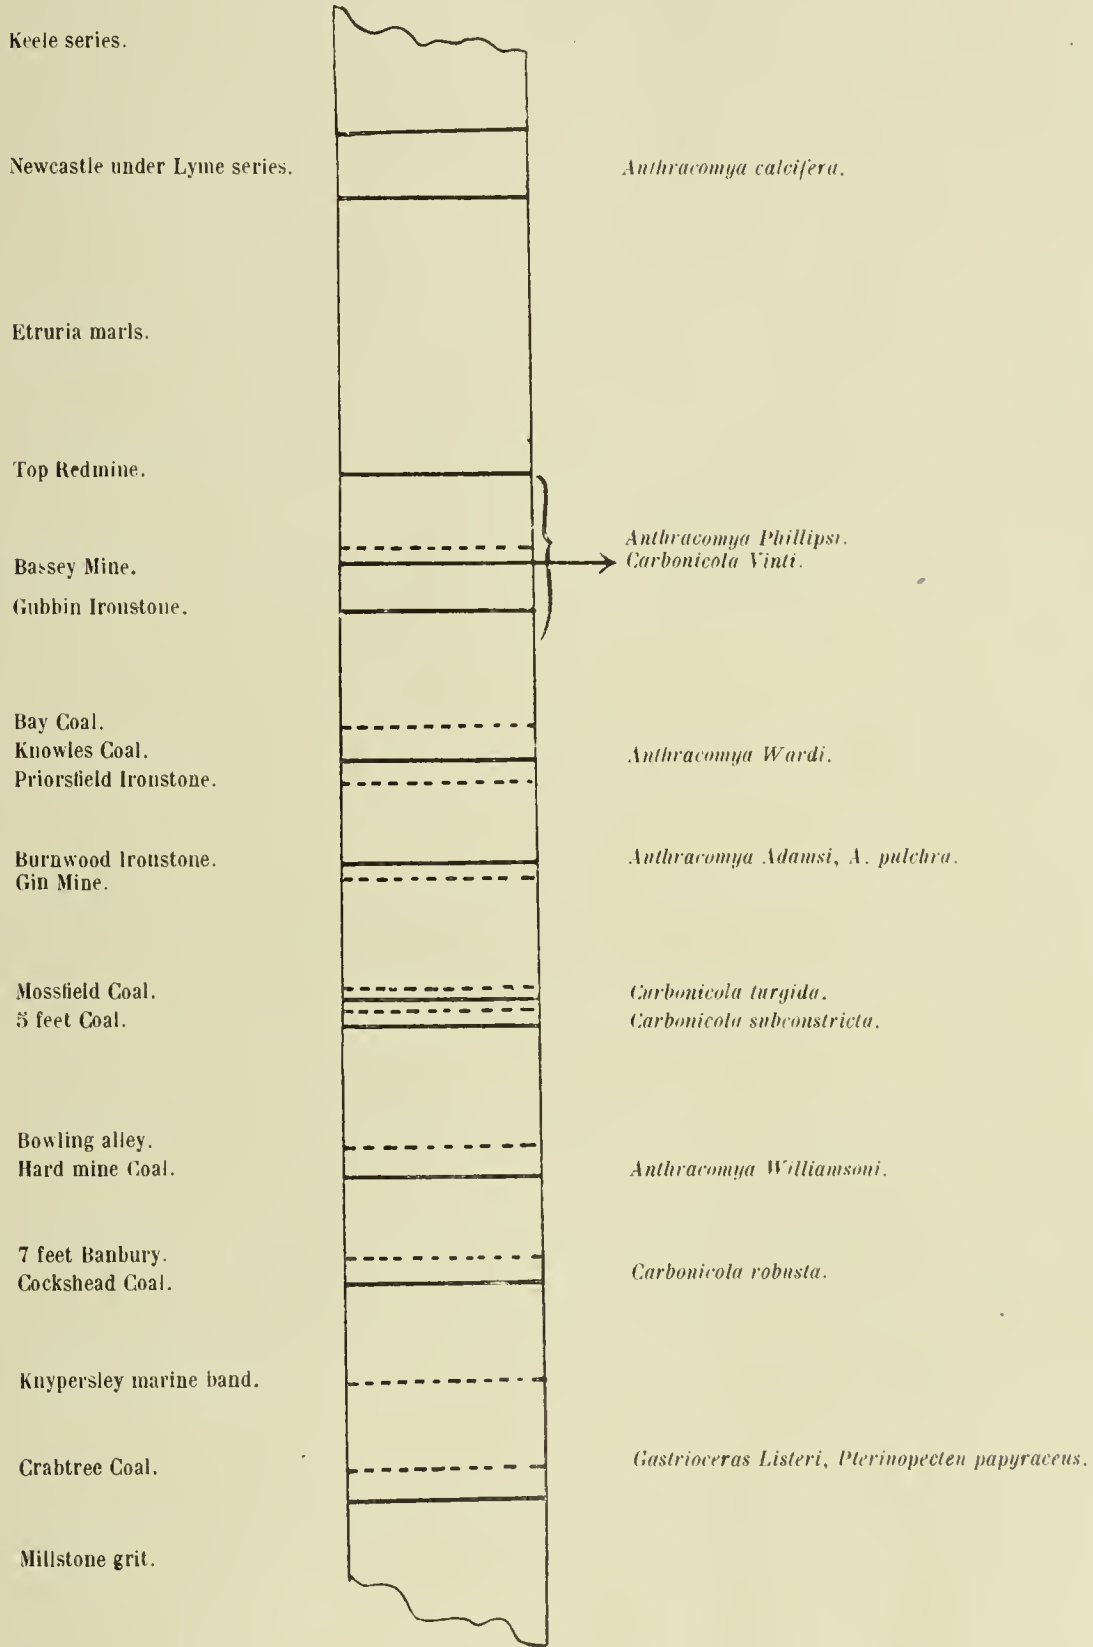 Keele series.
Newcastle under Lyme series.
Anthracomya calcifera.
Etruria marls.
Top Redmine.
Anthracomya Phillipsi.
Bassey Mine.
Carbonicola Vinti.
Gubbin Ironstone.
Bay Coal.
Knowles Coal.
Anthracomya Wardi.
Priorsfield Ironstone.
Burnwood Ironstone.
Anthracomya Adamsi, A. pulchra.
Gin Mine.
Mossfield Coal.
Carbonicola turgida.
5 feet Coal.
Carbonicola subconstricta.
Bowling alley.
Hard mine Coal.
Anthracomya Williamsoni.
7 feet Banbury.
Carbonicola robusta.
Cockshead Coal.
Knypersley marine band.
Crabtree Coal.
Gastrioceras Listeri, Pterinopecten papyraceus.
Millstone grit.